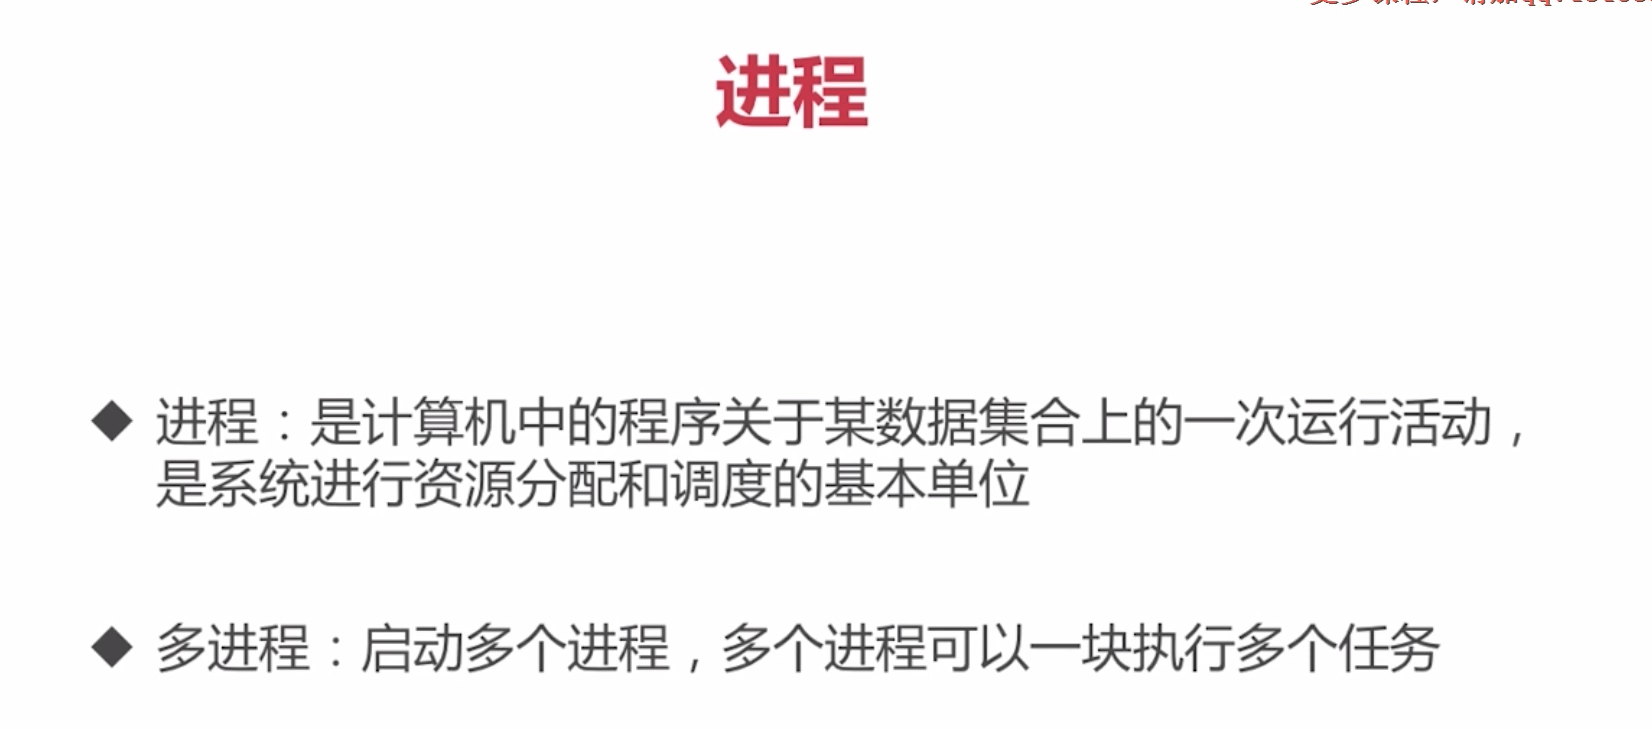 进程
◆ 进程：是计算机中的程序关于某数据集合上的一次运行活动，
是系统进行资源分配和调度的基本单位
◆ 多进程：启动多个进程，多个进程可以一块执行多个任务